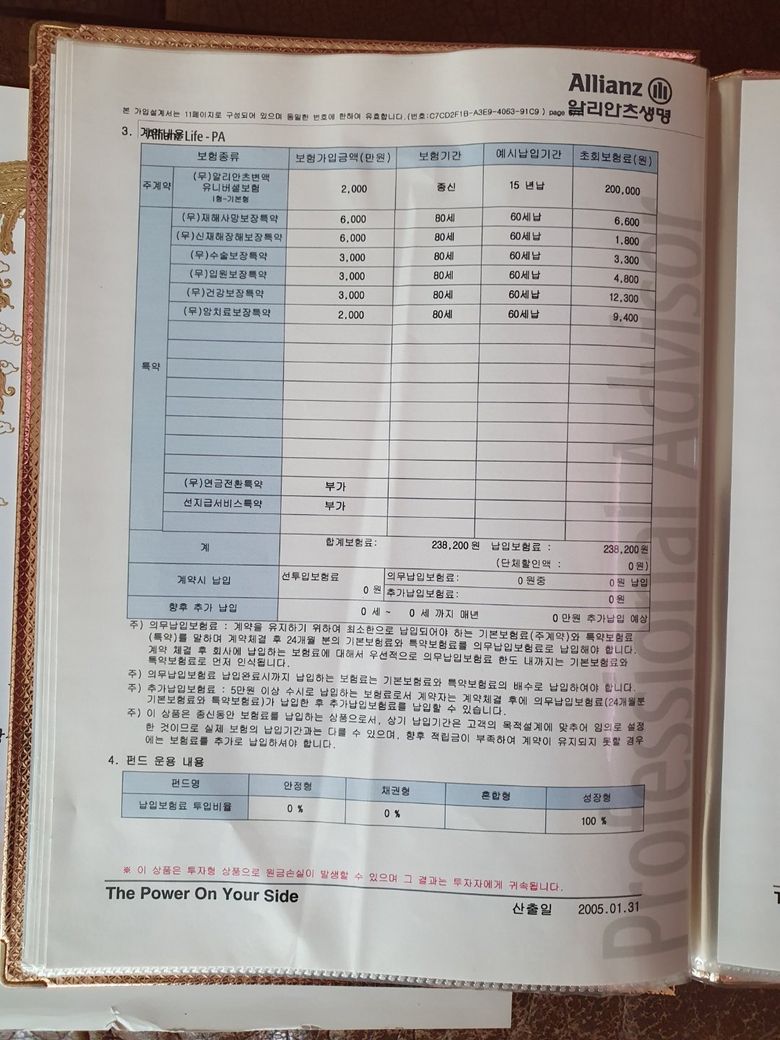 Allianz
알리안츠생명
본 가입설계서는 11페이지로 구성되어 있으며 동일한 번호에 한하여 유효합니다.(번호:C7CD2F1B-A3E9-4063-91C9 ) page
3. 계약내용
Allianz Life - PA
보험종류 보험가입금액(만원) 보험기간 예시납입기간 초회보험료(원)
주계약 (무)알리안츠변액 유니버셜보험 I형-기본형 2,000 종신 15 년납 200,000
특약
(무)재해사망보장특약 6,000 80세 60세납 6,600
(무)신재해장해보장특약 6,000 80세 60세납 1,800
(무)수술보장특약 3,000 80세 60세납 3,300
(무)입원보장특약 3,000 80세 60세납 4,800
(무)건강보장특약 3,000 80세 60세납 12,300
(무)암치료보장특약 2,000 80세 60세납 9,400
(무)연금전환특약 부가
선지급서비스특약 부가
계 합계보험료: 238,200원 납입보험료 : 238,200원
(단체할인액 : 0원)
계약시 납입 선투입보험료 0 원 의무납입보험료: 0 원중 0원 납입
추가납입보험료: 0원
향후 추가 납입 0 세 ~ 0 세 까지 매년 0 만원 추가납입 예상
주) 의무납입보험료 : 계약을 유지하기 위하여 최소한으로 납입되어야 하는 기본보험료(주계약)와 특약보험료
(특약)를 말하며 계약체결 후 24개월 분의 기본보험료와 특약보험료를 의무납입보험료로 납입해야 합니다.
계약 체결 후 회사에 납입하는 보험료에 대해서 우선적으로 의무납입보험료 한도 내까지는 기본보험료와
특약보험료로 먼저 인식됩니다.
주) 의무납입보험료 납입완료시까지 납입하는 보험료는 기본보험료와 특약보험료의 배수로 납입하여야 합니다.
주) 추가납입보험료 : 5만원 이상 수시로 납입하는 보험료로서 계약자는 계약체결 후에 의무납입보험료(24개월분
기본보험료와 특약보험료)가 납입한 후 추가납입보험료를 납입할 수 있습니다.
주) 이 상품은 종신동안 보험료를 납입하는 상품으로서, 상기 납입기간은 고객의 목적설계에 맞추어 임의로 설정
한 것이므로 실제 보험의 납입기간과는 다를 수 있으며, 향후 적립금이 부족하여 계약이 유지되지 못할 경우
에는 보험료를 추가로 납입하셔야 합니다.
4. 펀드 운용 내용
펀드명 안정형 채권형 혼합형 성장형
납입보험료 투입비율 0 % 0 % 100 %
※ 이 상품은 투자형 상품으로 원금손실이 발생할 수 있으며 그 결과는 투자자에게 귀속됩니다.
The Power On Your Side
산출일 2005.01.31
Professional Advisor